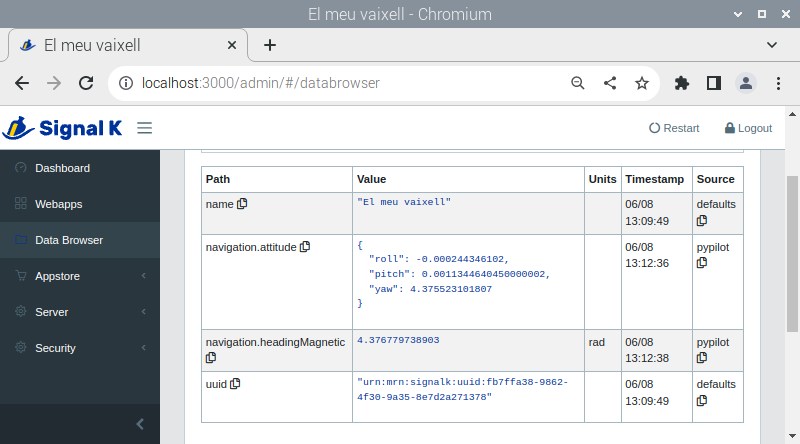 El meu vaixell - Chromium
El meu vaixell
localhost:3000/admin/#/databrowser
Signal K
Restart
Logout
Dashboard
Webapps
Data Browser
Appstore
Server
Security
Path Value Units Timestamp Source
name "El meu vaixell" 06/08 defaults
13:09:49
navigation.attitude { 06/08 pypilot
"roll": -0.000244346102, 13:12:36
"pitch": 0.0011344640450000002,
"yaw": 4.375523101807
}
navigation.headingMagnetic 4.376779738903 rad 06/08 pypilot
13:12:38
uuid "urn:mrn:signalk:uuid:fb7ffa38-9862- 06/08 defaults
4f30-9a35-8e7d2a271378" 13:09:49